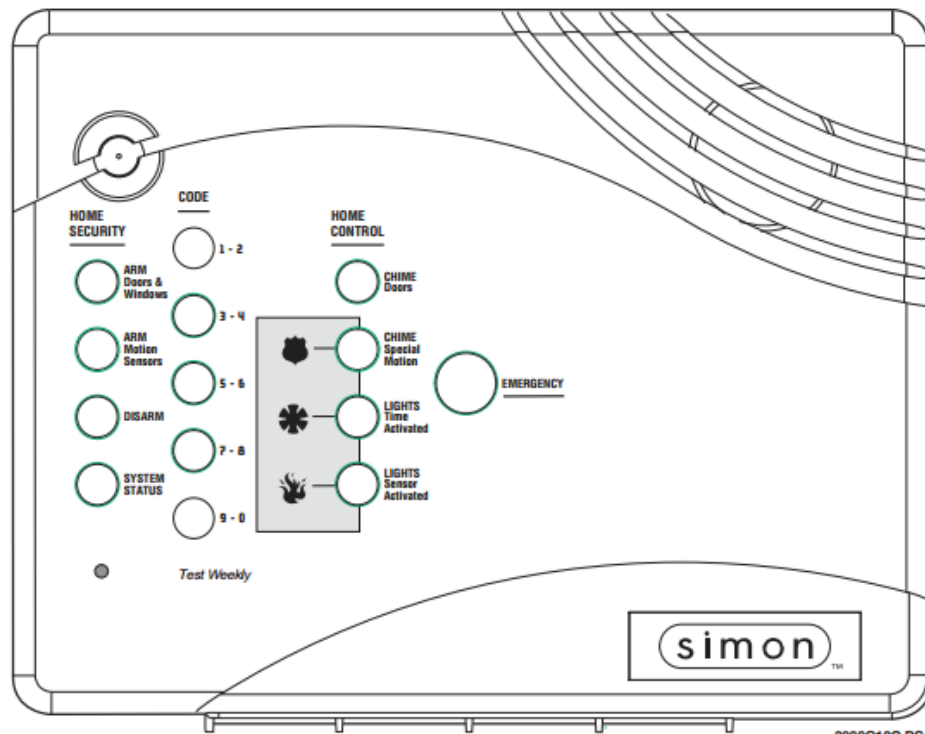 CODE
HOME
SECURITY
HOME
CONTROL
1 - 2
ARM
Doors &
Windows
CHIME
Doors
3 - 4
ARM
Motion
Sensors
CHIME
Special
Motion
5 - 6
EMERGENCY
DISARM
LIGHTS
Time
Activated
7 - 8
SYSTEM
STATUS
LIGHTS
Sensor
Activated
9 - 0
Test Weekly
simon
TM